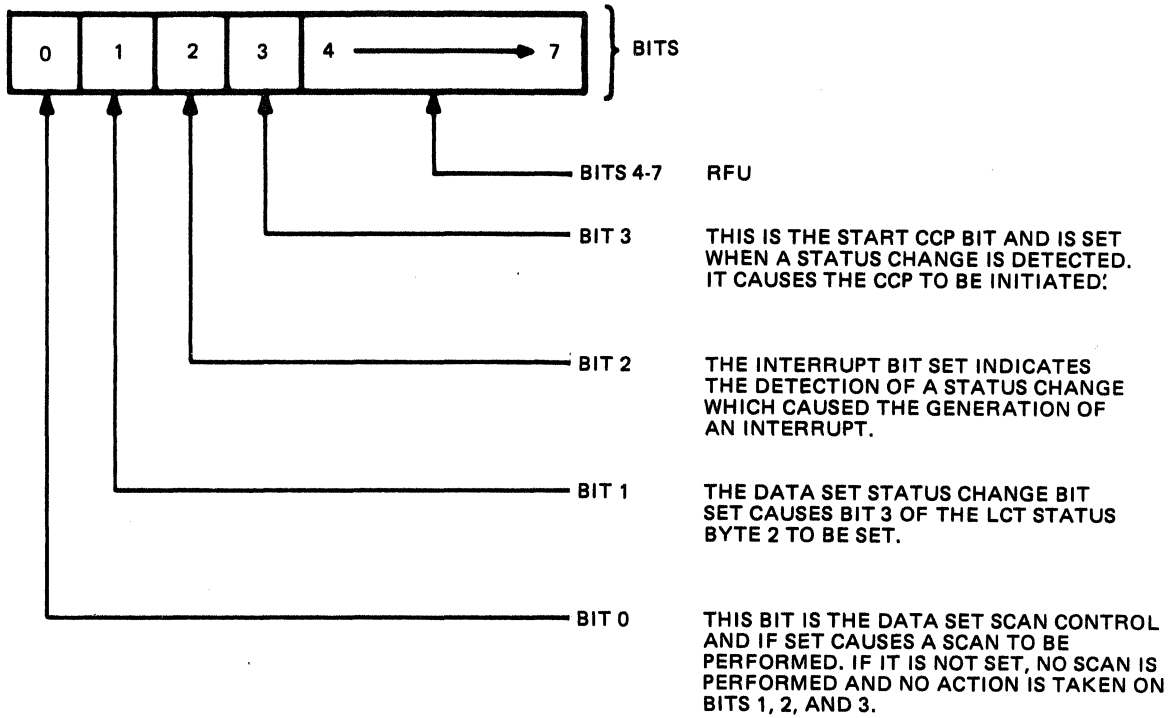 0 1 2 3 4 7 BITS
BITS 4-7 RFU
BIT 3 THIS IS THE START CCP BIT AND IS SET
WHEN A STATUS CHANGE IS DETECTED.
IT CAUSES THE CCP TO BE INITIATED.
BIT 2 THE INTERRUPT BIT SET INDICATES
THE DETECTION OF A STATUS CHANGE
WHICH CAUSED THE GENERATION OF
AN INTERRUPT.
BIT 1 THE DATA SET STATUS CHANGE BIT
SET CAUSES BIT 3 OF THE LCT STATUS
BYTE 2 TO BE SET.
BIT 0 THIS BIT IS THE DATA SET SCAN CONTROL
AND IF SET CAUSES A SCAN TO BE
PERFORMED. IF IT IS NOT SET, NO SCAN IS
PERFORMED AND NO ACTION IS TAKEN ON
BITS 1, 2, AND 3.